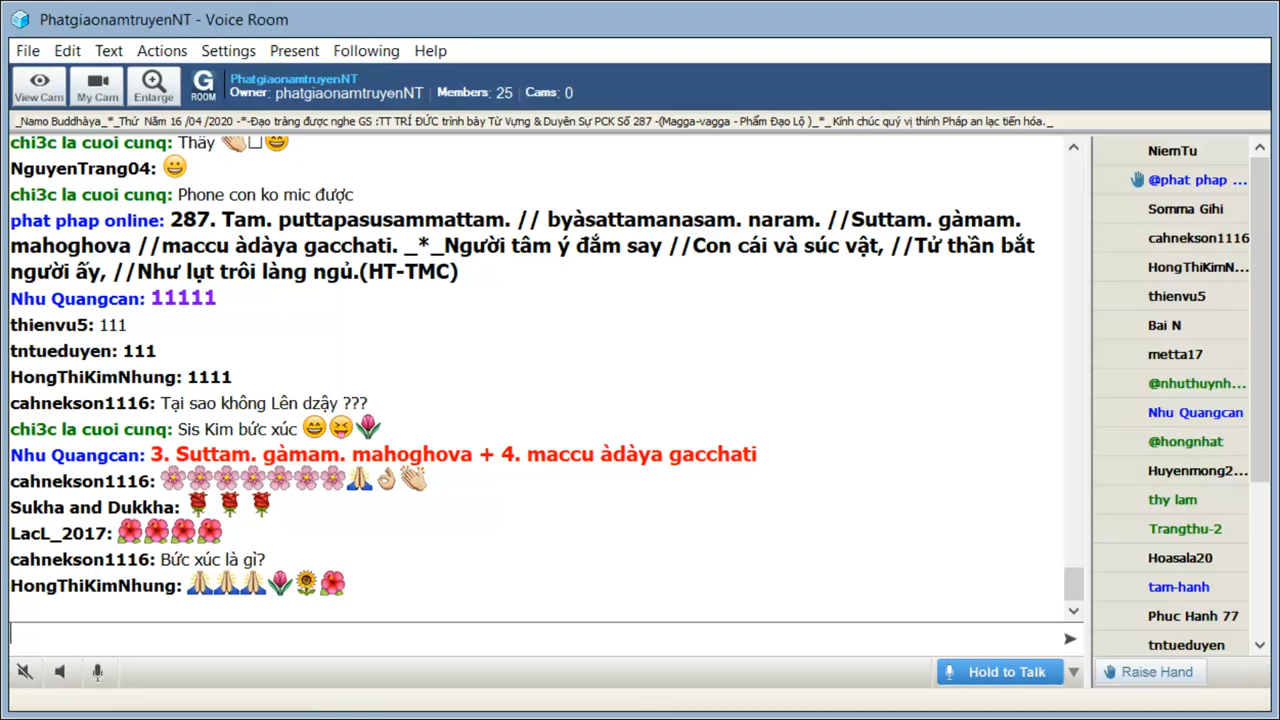 PhatgiaonamtruyenNT - Voice Room
File Edit Text Actions Settings Present Following Help
View Cam My Cam Enlarge G ROOM
PhatgiaonamtruyenNT
Owner: phatgiaonamtruyenNT Members: 25 Cams: 0
_Namo Buddhàya_*_Thứ Năm 16 /04 /2020 -*-Đạo tràng được nghe GS :TT TRÍ ĐỨC trình bày Từ Vựng & Duyên Sự PCK Số 287 -(Magga-vagga - Phẩm Đạo Lộ )_*_ Kính chúc quý vị thính Pháp an lạc tiến hóa._
chi3c la cuoi cunq: Thầy 👏□😄
NguyenTrang04: 😀
chi3c la cuoi cunq: Phone con ko mic được
phat phap online: 287. Tam. puttapasusammattam. // byàsattamanasam. naram. //Suttam. gàmam.
mahoghova //maccu àdàya gacchati. _*_Người tâm ý đắm say //Con cái và súc vật, //Tử thần bắt
người ấy, //Như lụt trôi làng ngủ.(HT-TMC)
Nhu Quangcan: 11111
thienvu5: 111
tntueduyen: 111
HongThiKimNhung: 1111
cahnekson1116: Tại sao không Lên dzậy ???
chi3c la cuoi cunq: Sis Kim bức xúc 😄😝🌷
Nhu Quangcan: 3. Suttam. gàmam. mahoghova + 4. maccu àdàya gacchati
cahnekson1116: 🌸🌸🌸🌸🌸🌸🌸🙏👌👏
Sukha and Dukkha: 🌹 🌹 🌹
LacL_2017: 🌺🌺🌺🌺
cahnekson1116: Bức xúc là gì?
HongThiKimNhung: 🙏🙏🙏🌷🌻🌺
Hold to Talk
NiemTu
@phat phap ...
Somma Gihi
cahnekson1116
HongThiKimN...
thienvu5
Bai N
metta17
@nhuthuynh...
Nhu Quangcan
@hongnhat
Huyenmong2...
thy lam
Trangthu-2
Hoasala20
tam-hanh
Phuc Hanh 77
tntueduyen
Raise Hand